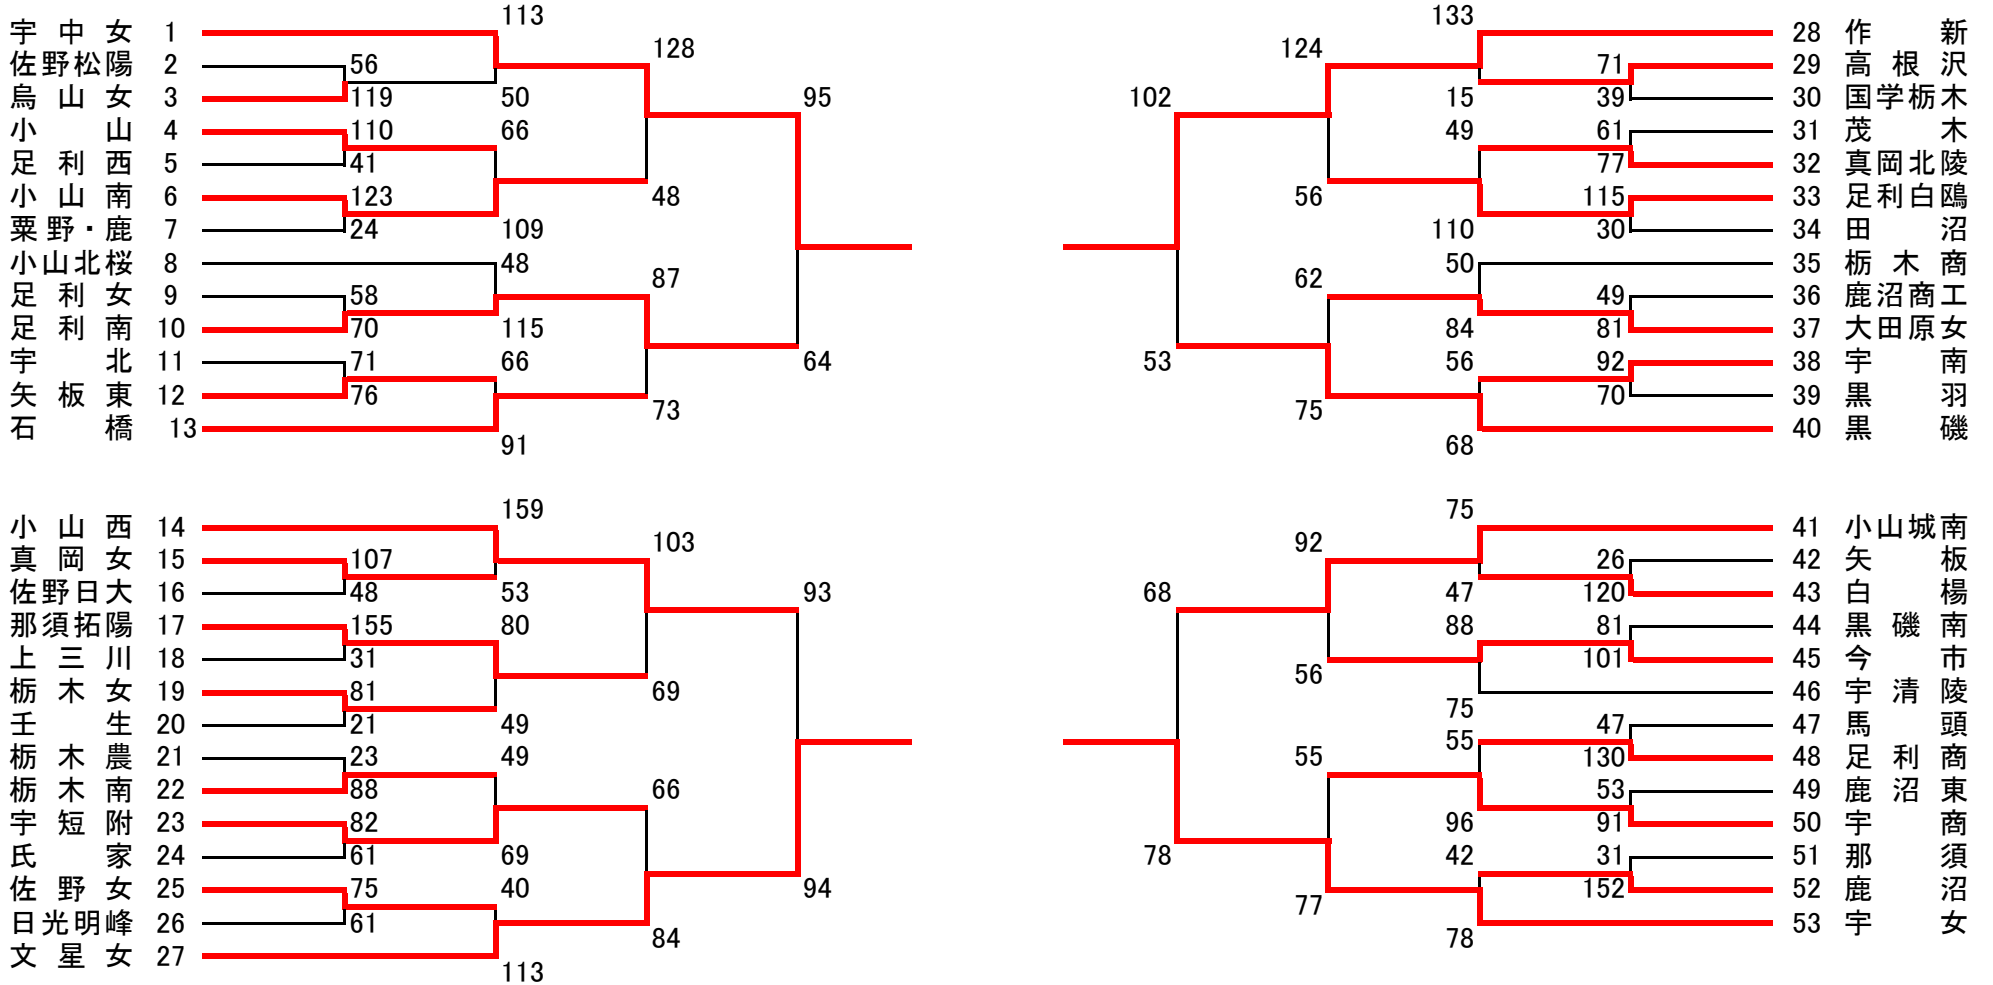 宇中女 1
佐野松陽 2
烏山女 3
小山 4
足利西 5
小山南 6
粟野・鹿 7
小山北桜 8
足利女 9
足利南 10
宇北 11
矢板東 12
石橋 13
56
119
110
41
123
24
58
70
71
76
113
50
66
109
48
115
66
91
128
48
87
73
95
64
133
124
102
15
49
56
110
50
62
84
56
53
75
68
71
39
61
77
115
30
49
81
92
70
28 作新
29 高根沢
30 国学栃木
31 茂木
32 真岡北陵
33 足利白鴎
34 田沼
35 栃木商
36 鹿沼商工
37 大田原女
38 宇南
39 黒羽
40 黒磯
小山西 14
真岡女 15
佐野日大 16
那須拓陽 17
上三川 18
栃木女 19
壬生 20
栃木農 21
栃木南 22
宇短附 23
氏家 24
佐野女 25
日光明峰 26
文星女 27
107
48
155
31
81
21
23
88
82
61
75
61
159
53
80
49
49
69
40
113
103
69
66
84
93
94
75
92
68
47
88
56
75
55
55
96
42
78
77
78
26
120
81
101
47
130
53
91
31
152
41 小山城南
42 矢板
43 白楊
44 黒磯南
45 今市
46 宇清陵
47 馬頭
48 足利商
49 鹿沼東
50 宇商
51 那須
52 鹿沼
53 宇女